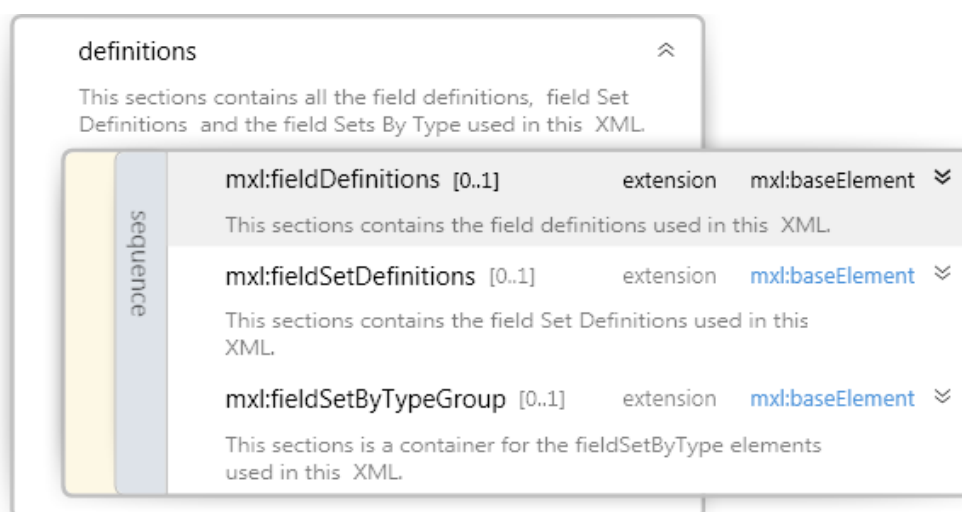 definitions
This sections contains all the field definitions, field Set
Definitions and the field Sets By Type used in this XML.
sequence
mxl:fieldDefinitions [0..1] extension mxl:baseElement
This sections contains the field definitions used in this XML.
mxl:fieldSetDefinitions [0..1] extension mxl:baseElement
This sections contains the field Set Definitions used in this
XML.
mxl:fieldSetByTypeGroup [0..1] extension mxl:baseElement
This sections is a container for the fieldSetByType elements
used in this XML.